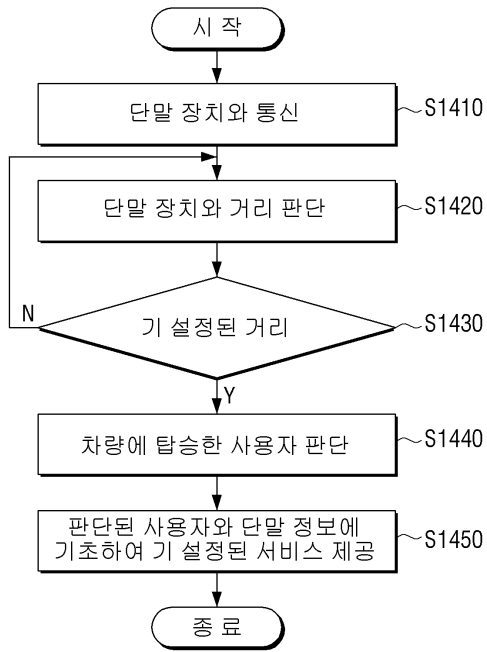 시 작
단말 장치와 통신
S1410
단말 장치와 거리 판단
S1420
기 설정된 거리
S1430
N
Y
차량에 탑승한 사용자 판단
S1440
판단된 사용자와 단말 정보에
기초하여 기 설정된 서비스 제공
S1450
종 료